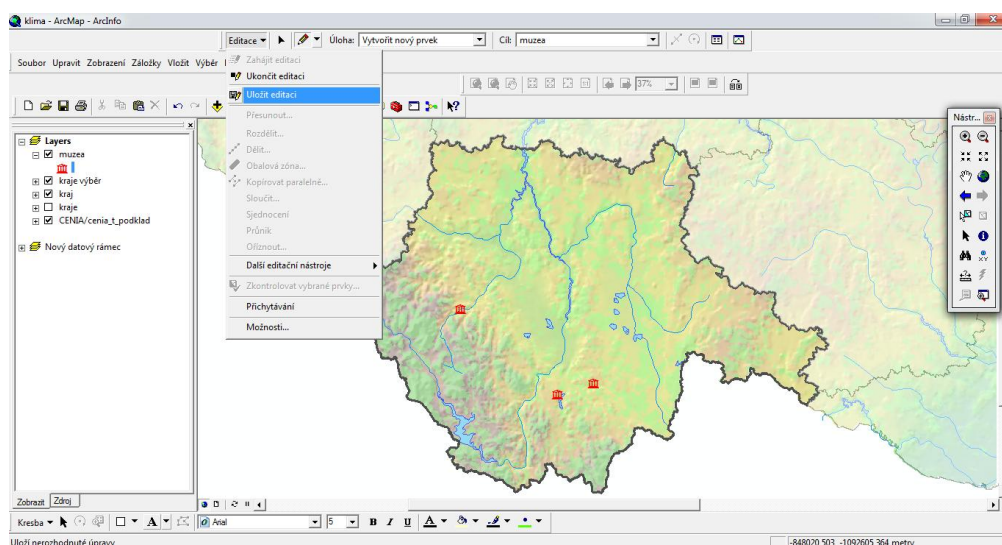 klima - ArcMap - ArcInfo
Editace Úloha: Vytvořit nový prvek Cíl: muzea
Soubor Upravit Zobrazení Záložky Vložit Výběr
37%
Zahájit editaci
Ukončit editaci
Uložit editaci
Přesunout...
Rozdělit...
Dělit...
Obalová zóna...
Kopírovat paralelně...
Sloučit...
Sjednocení
Průnik
Oříznout...
Další editační nástroje
Zkontrolovat vybrané prvky...
Přichytávání
Možnosti...
Layers
muzea
kraje výběr
kraj
kraje
CENIA/cenia_t_podklad
Nový datový rámec
Nástr...
XY
Zobrazit Zdroj
Kresba A Arial 5 B I U A
Uloží nerozhodnuté úpravy
-848020,503 -1092605,364 metry